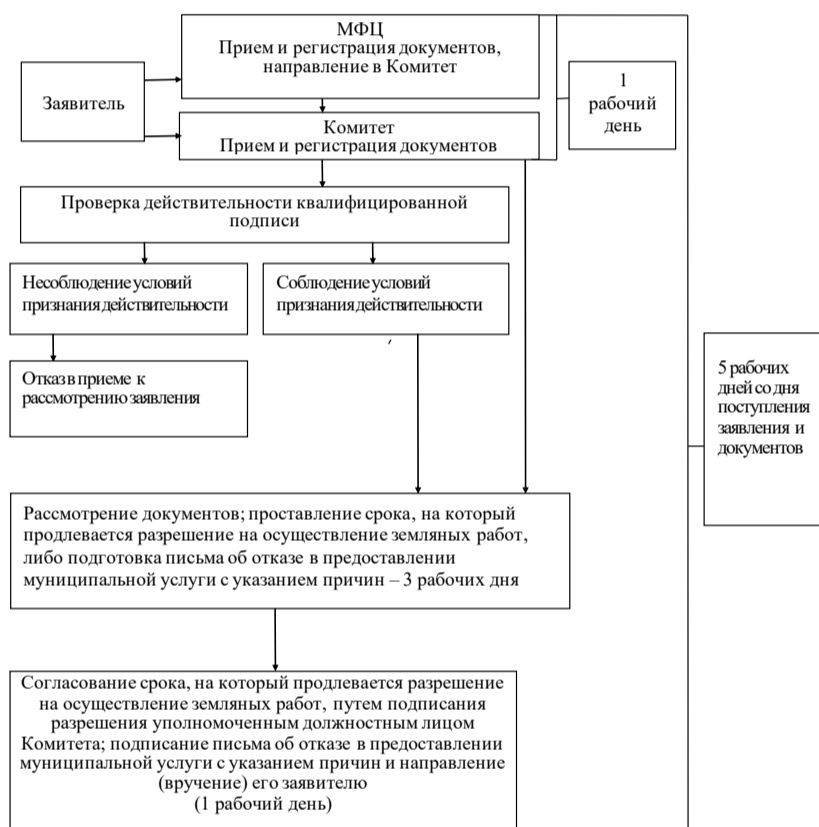 МФЦ
Прием и регистрация документов,
направление в Комитет
Заявитель
1
рабочий
день
Комитет
Прием и регистрация документов
Проверка действительности квалифицированной
подписи
Несоблюдение условий
признания действительности
Соблюдение условий
признания действительности
Отказ в приеме к
рассмотрению заявления
5 рабочих
дней со дня
поступления
заявления и
документов
Рассмотрение документов; проставление срока, на который
продлевается разрешение на осуществление земляных работ,
либо подготовка письма об отказе в предоставлении
муниципальной услуги с указанием причин – 3 рабочих дня
Согласование срока, на который продлевается разрешение
на осуществление земляных работ, путем подписания
разрешения уполномоченным должностным лицом
Комитета; подписание письма об отказе в предоставлении
муниципальной услуги с указанием причин и направление
(вручение) его заявителю
(1 рабочий день)